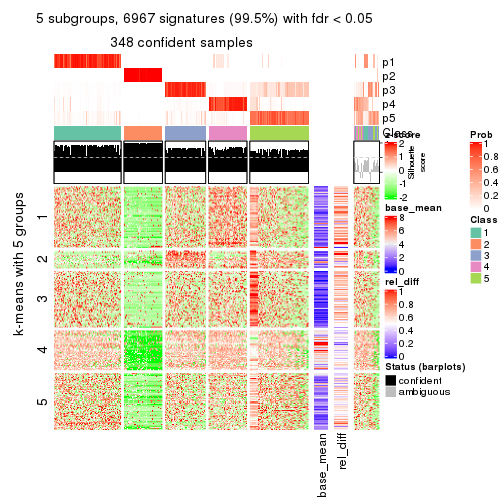 5 subgroups, 6967 signatures (99.5%) with fdr < 0.05
348 confident samples
p1
p2
p3
p4
p5
Class
z-score
2
1
0
-1
-2
Silhouette
score
Prob
1
0.8
0.6
0.4
0.2
0
Class
1
2
3
4
5
base_mean
8
6
4
2
0
rel_diff
1
0.8
0.6
0.4
0.2
0
Status (barplots)
confident
ambiguous
k-means with 5 groups
1
2
3
4
5
base_mean
rel_diff